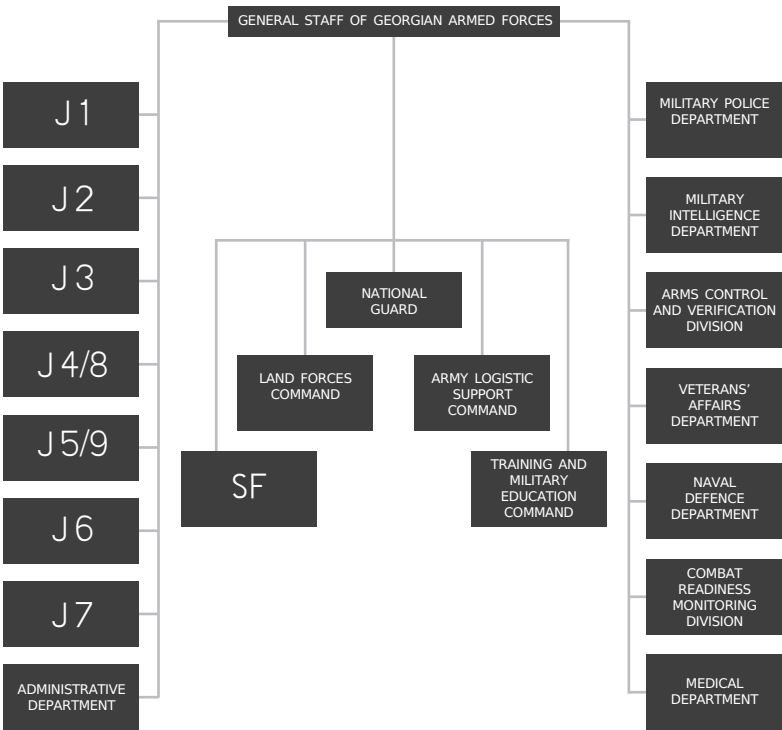 GENERAL STAFF OF GEORGIAN ARMED FORCES
J1
J2
J3
J4/8
J5/9
J6
J7
ADMINISTRATIVE
DEPARTMENT
NATIONAL
GUARD
LAND FORCES
COMMAND
ARMY LOGISTIC
SUPPORT
COMMAND
SF
TRAINING AND
MILITARY
EDUCATION
COMMAND
MILITARY POLICE
DEPARTMENT
MILITARY
INTELLIGENCE
DEPARTMENT
ARMS CONTROL
AND VERIFICATION
DIVISION
VETERANS’
AFFAIRS
DEPARTMENT
NAVAL
DEFENCE
DEPARTMENT
COMBAT
READINESS
MONITORING
DIVISION
MEDICAL
DEPARTMENT